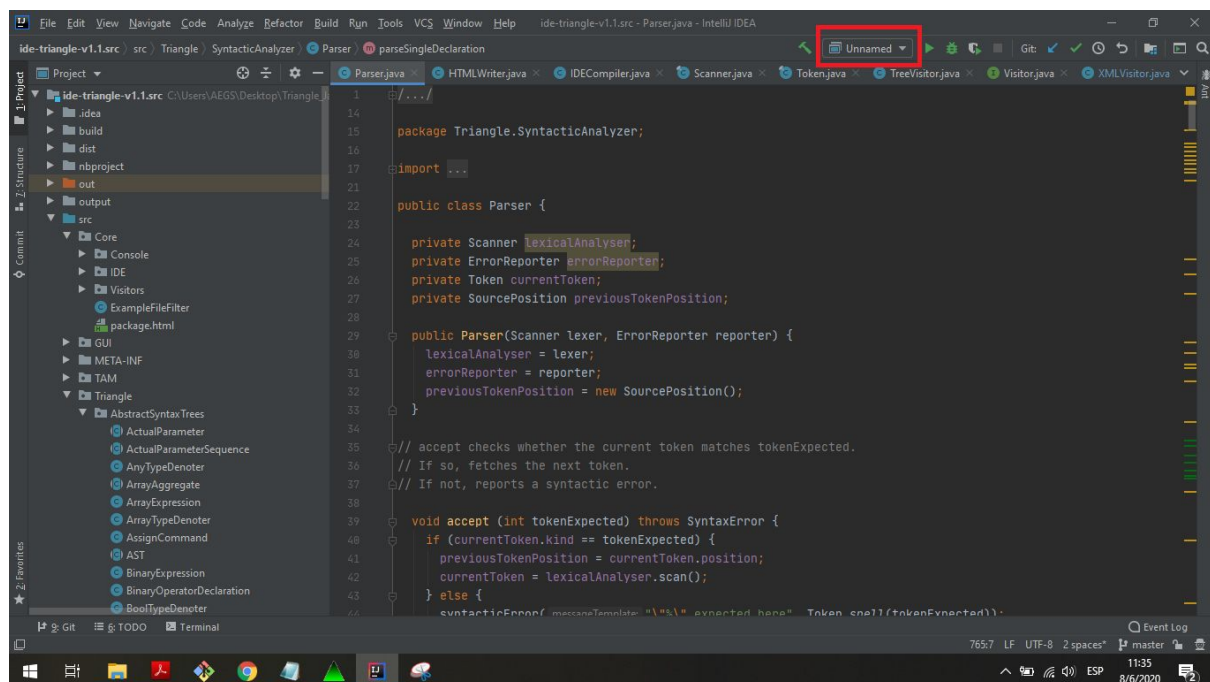 File Edit View Navigate Code Analyze Refactor Build Run Tools VCS Window Help ide-triangle-v1.1.src - Parser.java - IntelliJ IDEA
ide-triangle-v1.1.src src Triangle SyntacticAnalyzer Parser parseSingleDeclaration Unnamed Git:
Project Parser.java HTMLWriter.java IDECompiler.java Scanner.java Token.java TreeVisitor.java Visitor.java XMLVisitor.java
1: Project
Z: Structure
Commit
2: Favorites
Ant
ide-triangle-v1.1.src C:\Users\AEGS\Desktop\Triangle_
.idea
build
dist
nbproject
out
output
src
Core
Console
IDE
Visitors
ExampleFileFilter
package.html
GUI
META-INF
TAM
Triangle
AbstractSyntaxTrees
ActualParameter
ActualParameterSequence
AnyTypeDenoter
ArrayAggregate
ArrayExpression
ArrayTypeDenoter
AssignCommand
AST
BinaryExpression
BinaryOperatorDeclaration
BoolTypeDenoter
1 /.../
14
15 package Triangle.SyntacticAnalyzer;
16
17 import ...
21
22 public class Parser {
23
24 private Scanner lexicalAnalyser;
25 private ErrorReporter errorReporter;
26 private Token currentToken;
27 private SourcePosition previousTokenPosition;
28
29 public Parser(Scanner lexer, ErrorReporter reporter) {
30 lexicalAnalyser = lexer;
31 errorReporter = reporter;
32 previousTokenPosition = new SourcePosition();
33 }
34
35 // accept checks whether the current token matches tokenExpected.
36 // If so, fetches the next token.
37 // If not, reports a syntactic error.
38
39 void accept (int tokenExpected) throws SyntaxError {
40 if (currentToken.kind == tokenExpected) {
41 previousTokenPosition = currentToken.position;
42 currentToken = lexicalAnalyser.scan();
43 } else {
44 syntacticError( messageTemplate: "\"%\" expected here", Token.spell(tokenExpected));
9: Git 6: TODO Terminal Event Log
765:7 LF UTF-8 2 spaces* master
ESP 11:35
8/6/2020 2